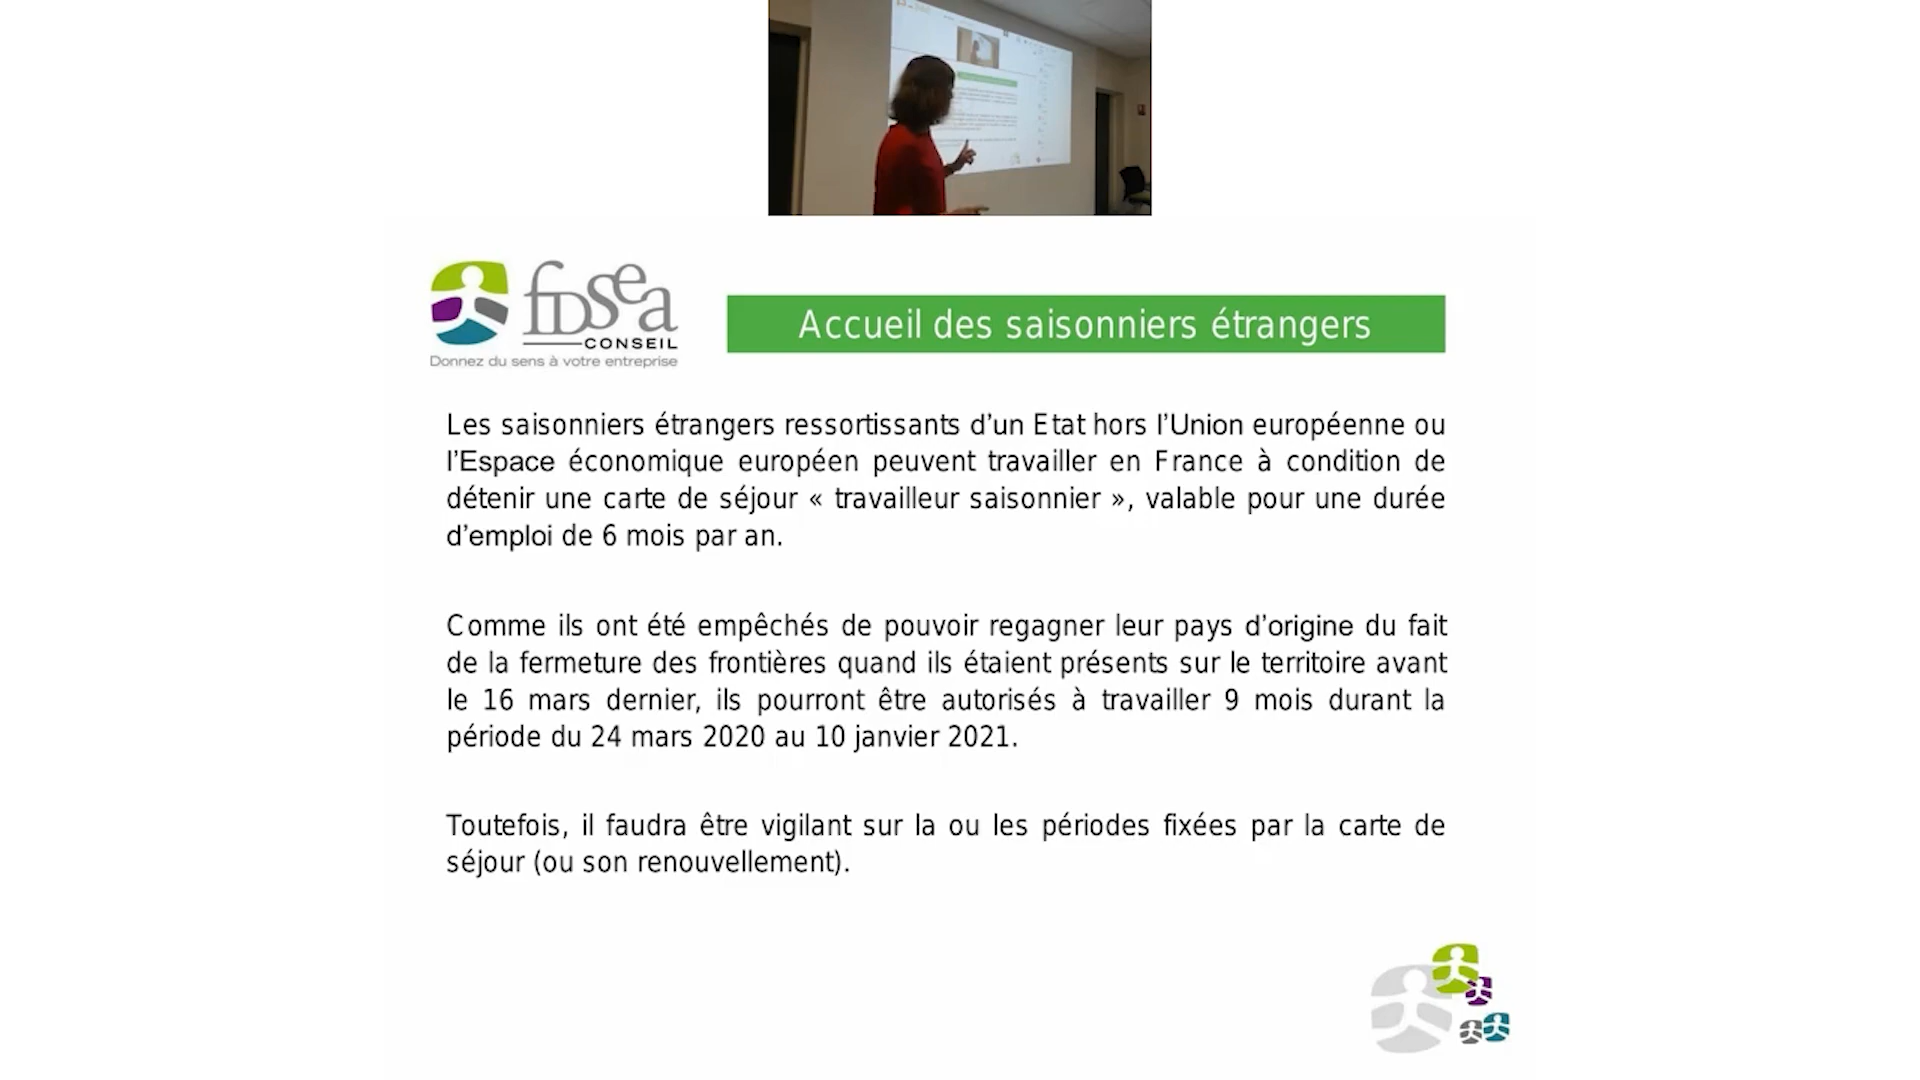 fdsea
CONSEIL
Donnez du sens à votre entreprise
Accueil des saisonniers étrangers
Les saisonniers étrangers ressortissants d’un Etat hors l’Union européenne ou
l’Espace économique européen peuvent travailler en France à condition de
détenir une carte de séjour « travailleur saisonnier », valable pour une durée
d’emploi de 6 mois par an.
Comme ils ont été empêchés de pouvoir regagner leur pays d’origine du fait
de la fermeture des frontières quand ils étaient présents sur le territoire avant
le 16 mars dernier, ils pourront être autorisés à travailler 9 mois durant la
période du 24 mars 2020 au 10 janvier 2021.
Toutefois, il faudra être vigilant sur la ou les périodes fixées par la carte de
séjour (ou son renouvellement).